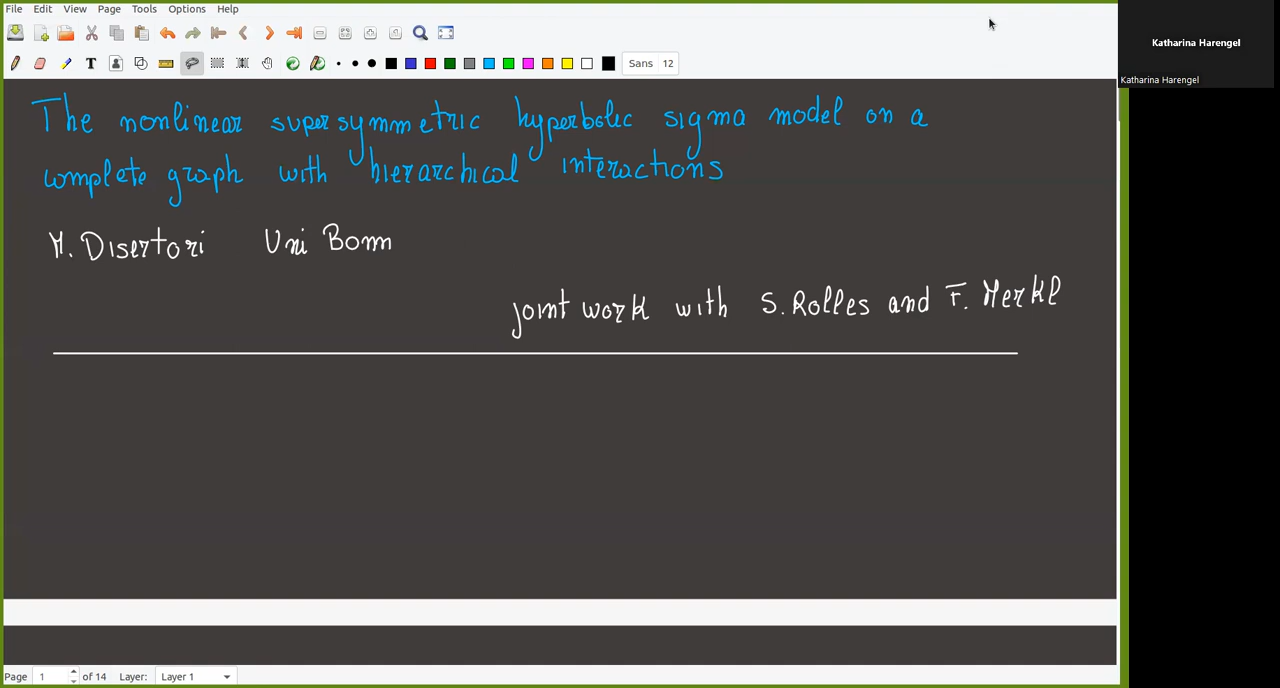 File Edit View Page Tools Options Help
Sans 12
Katharina Harengel
Katharina Harengel
The nonlinear supersymmetric hyperbolic sigma model on a
complete graph with hierarchical interactions
M. Disertori Uni Bonn
joint work with S. Rolles and F. Merkl
Page 1 of 14 Layer: Layer 1